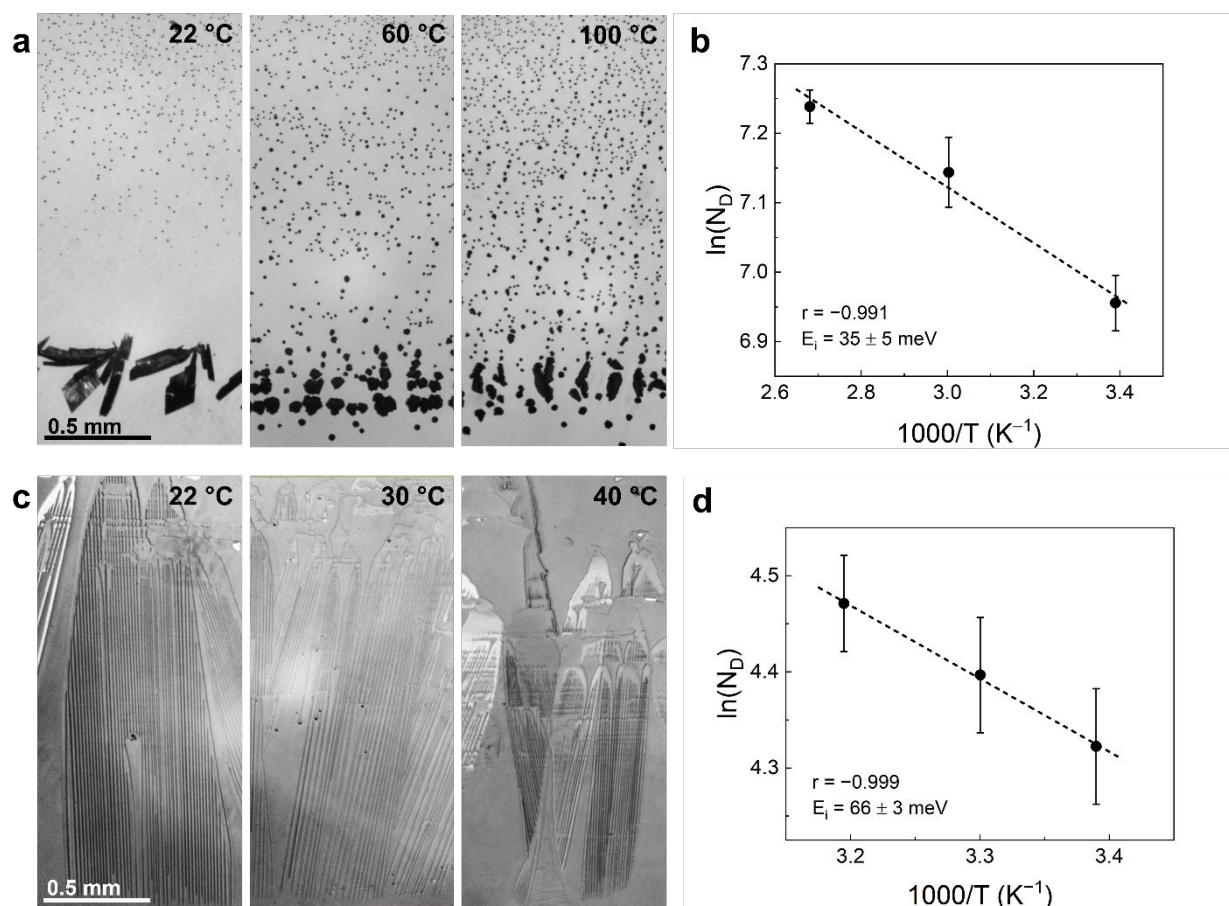 a
22 °C
60 °C
100 °C
0.5 mm
b
7.3
7.2
7.1
7.0
6.9
ln(N_D)
r = −0.991
E_i = 35 ± 5 meV
2.6 2.8 3.0 3.2 3.4
1000/T (K⁻¹)
c
22 °C
30 °C
40 °C
0.5 mm
d
4.5
4.4
4.3
ln(N_D)
r = −0.999
E_i = 66 ± 3 meV
3.2 3.3 3.4
1000/T (K⁻¹)